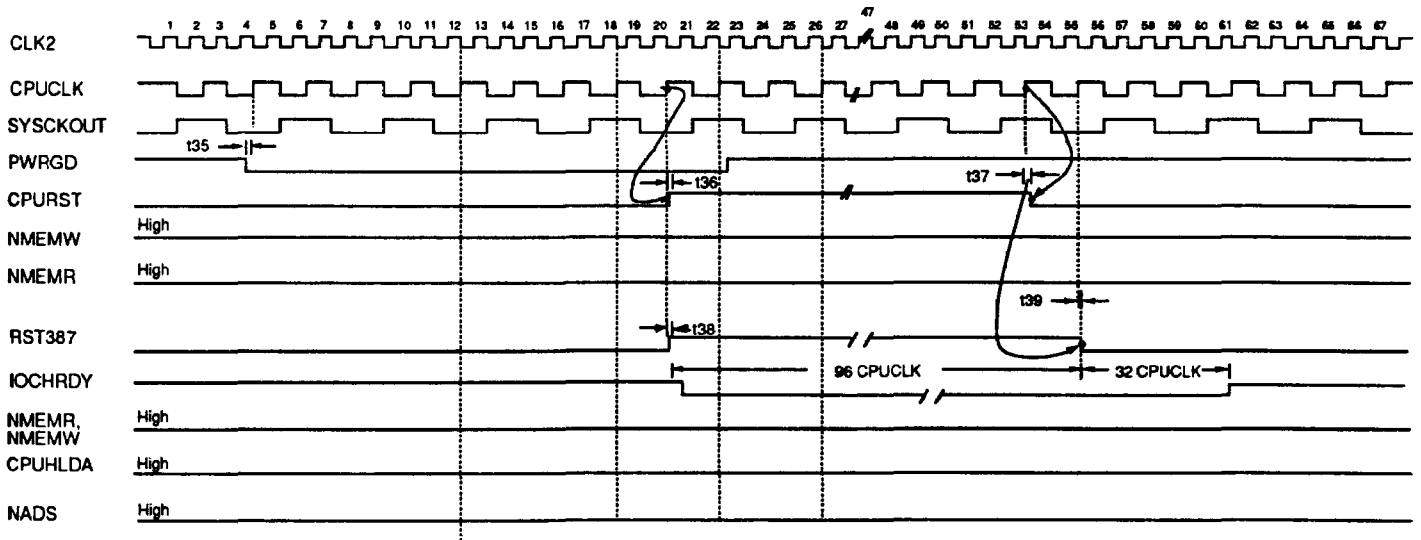 47
1 2 3 4 5 6 7 8 9 10 11 12 13 14 15 16 17 18 19 20 21 22 23 24 25 26 27 48 49 50 51 52 53 54 55 56 57 58 59 60 61 62 63 64 65 66 67
CLK2
CPUCLK
SYSCKOUT
t35
PWRGD
t36
t37
CPURST
NMEMW High
NMEMR High
t39
RST387
t38
96 CPUCLK
32 CPUCLK
IOCHRDY
NMEMR, High
NMEMW
CPUHLDA High
NADS High